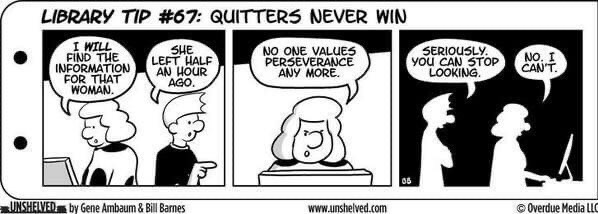 LIBRARY TIP #67: QUITTERS NEVER WIN
I WILL
FIND THE
INFORMATION
FOR THAT
WOMAN.
SHE
LEFT HALF
AN HOUR
AGO.
NO ONE VALUES
PERSEVERANCE
ANY MORE.
SERIOUSLY.
YOU CAN STOP
LOOKING.
NO. I
CAN'T.
UNSHELVED by Gene Ambaum & Bill Barnes www.unshelved.com © Overdue Media LLC